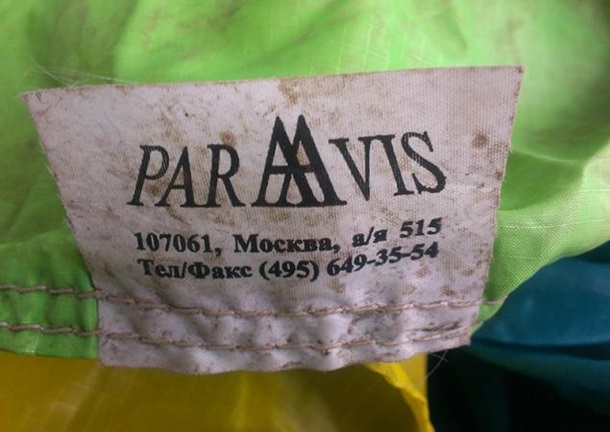 PARAAVIS
107061, Москва, а/я 515
Тел/Факс (495) 649-35-54